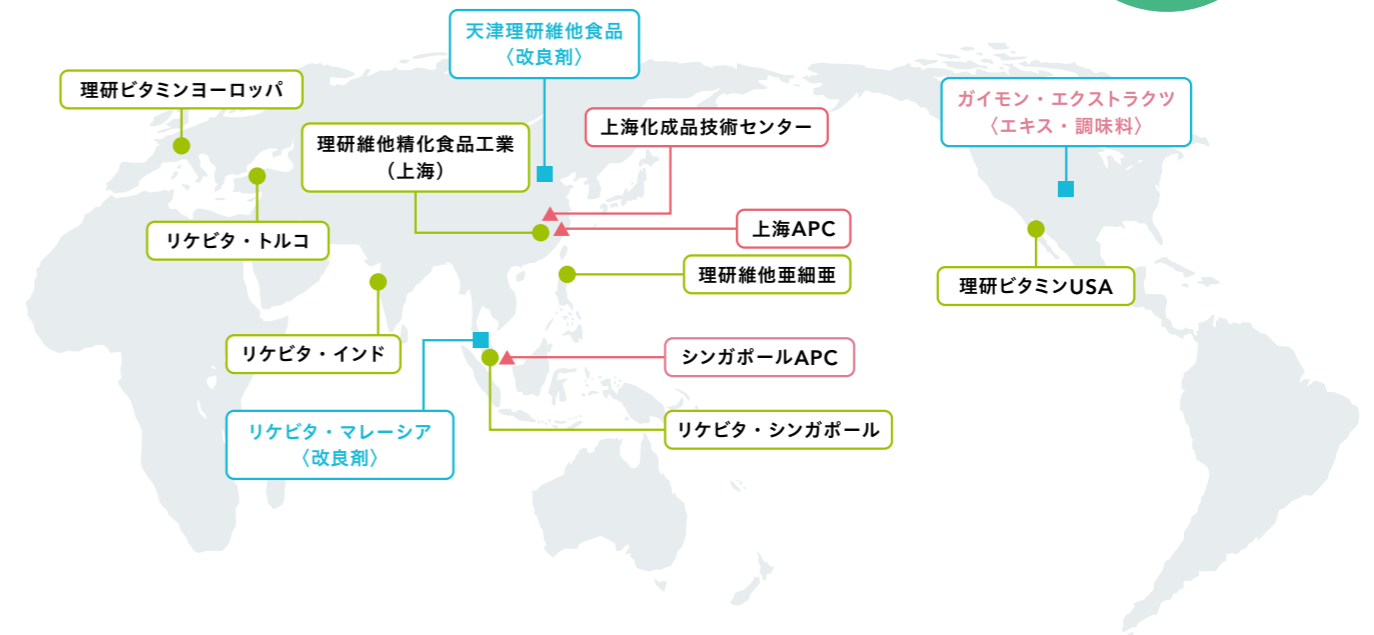 天津理研維他食品
〈改良剤〉
理研ビタミンヨーロッパ
ガイモン・エクストラクツ
〈エキス・調味料〉
上海化成品技術センター
理研維他精化食品工業
（上海）
上海APC
リケビタ・トルコ
理研維他亜細亜
理研ビタミンUSA
リケビタ・インド
シンガポールAPC
リケビタ・マレーシア
〈改良剤〉
リケビタ・シンガポール